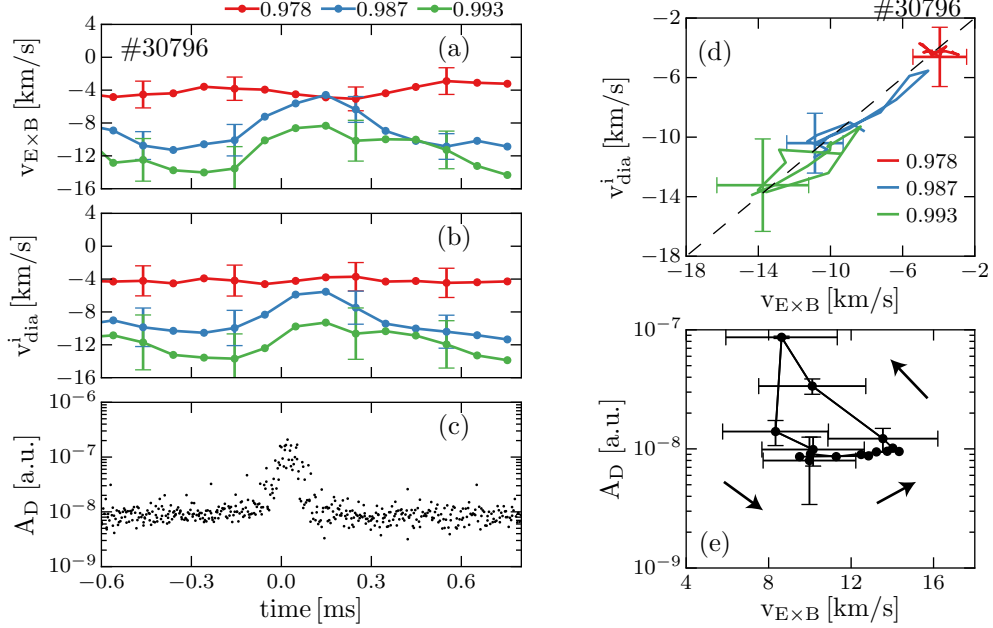 0.978 0.987 0.993
#30796 (a)
v_E×B [km/s]
4
0
−4
−8
−12
−16
(b)
v^i_dia [km/s]
4
0
−4
−8
−12
−16
(c)
A_D [a.u.]
10^−6
10^−7
10^−8
10^−9
−0.6 −0.3 0.0 0.3 0.6
time [ms]
#30796
(d)
v^i_dia [km/s]
−2
−6
−10
−14
−18
0.978
0.987
0.993
−18 −14 −10 −6 −2
v_E×B [km/s]
A_D [a.u.]
10^−7
10^−8
10^−9
(e)
4 8 12 16
v_E×B [km/s]